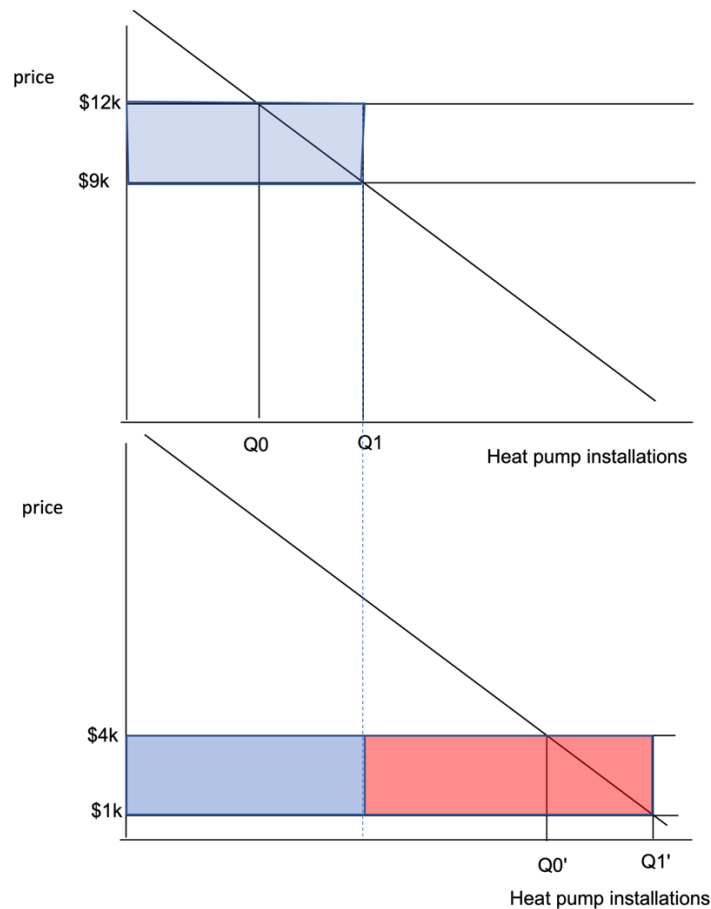 price
$12k
$9k
Q0 Q1
Heat pump installations
price
$4k
$1k
Q0' Q1'
Heat pump installations